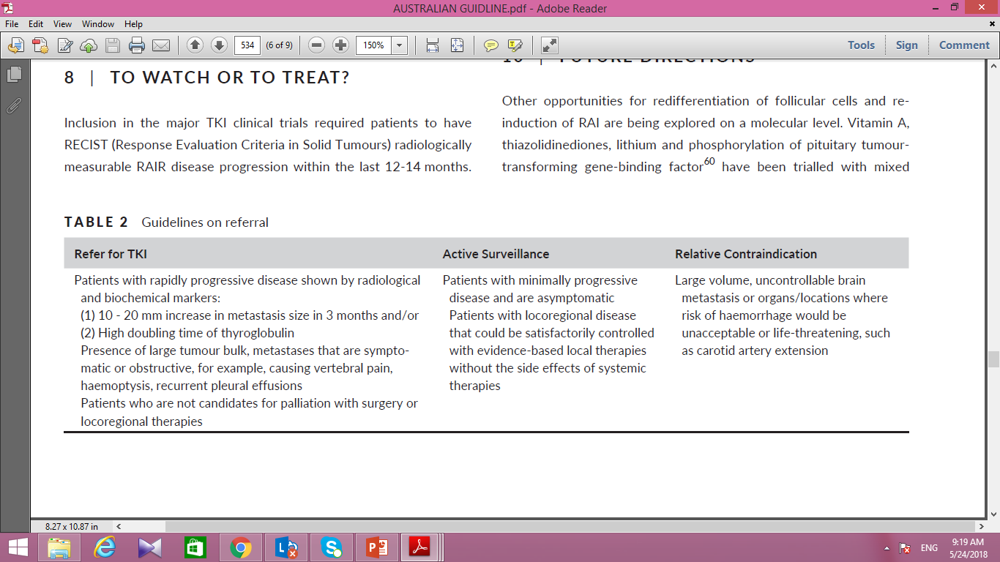 AUSTRALIAN GUIDLINE.pdf - Adobe Reader
File Edit View Window Help
534 (6 of 9) 150% Tools Sign Comment
8 | TO WATCH OR TO TREAT?
Inclusion in the major TKI clinical trials required patients to have
RECIST (Response Evaluation Criteria in Solid Tumours) radiologically
measurable RAIR disease progression within the last 12-14 months.
10 | FUTURE DIRECTIONS
Other opportunities for redifferentiation of follicular cells and re-
induction of RAI are being explored on a molecular level. Vitamin A,
thiazolidinediones, lithium and phosphorylation of pituitary tumour-
transforming gene-binding factor60 have been trialled with mixed
TABLE 2 Guidelines on referral
Refer for TKI
Patients with rapidly progressive disease shown by radiological
and biochemical markers:
(1) 10 - 20 mm increase in metastasis size in 3 months and/or
(2) High doubling time of thyroglobulin
Presence of large tumour bulk, metastases that are sympto-
matic or obstructive, for example, causing vertebral pain,
haemoptysis, recurrent pleural effusions
Patients who are not candidates for palliation with surgery or
locoregional therapies
Active Surveillance
Patients with minimally progressive
disease and are asymptomatic
Patients with locoregional disease
that could be satisfactorily controlled
with evidence-based local therapies
without the side effects of systemic
therapies
Relative Contraindication
Large volume, uncontrollable brain
metastasis or organs/locations where
risk of haemorrhage would be
unacceptable or life-threatening, such
as carotid artery extension
8.27 x 10.87 in
ENG
9:19 AM
5/24/2018